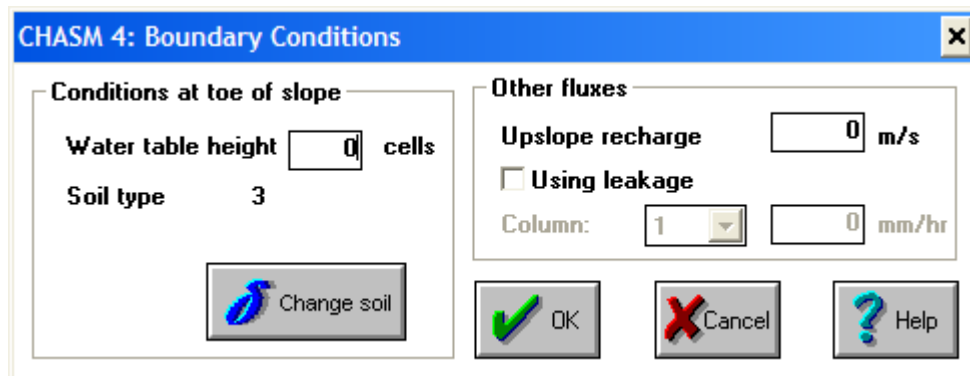 CHASM 4: Boundary Conditions
Conditions at toe of slope
Water table height 0 cells
Soil type 3
Change soil
Other fluxes
Upslope recharge 0 m/s
Using leakage
Column: 1 0 mm/hr
OK Cancel Help